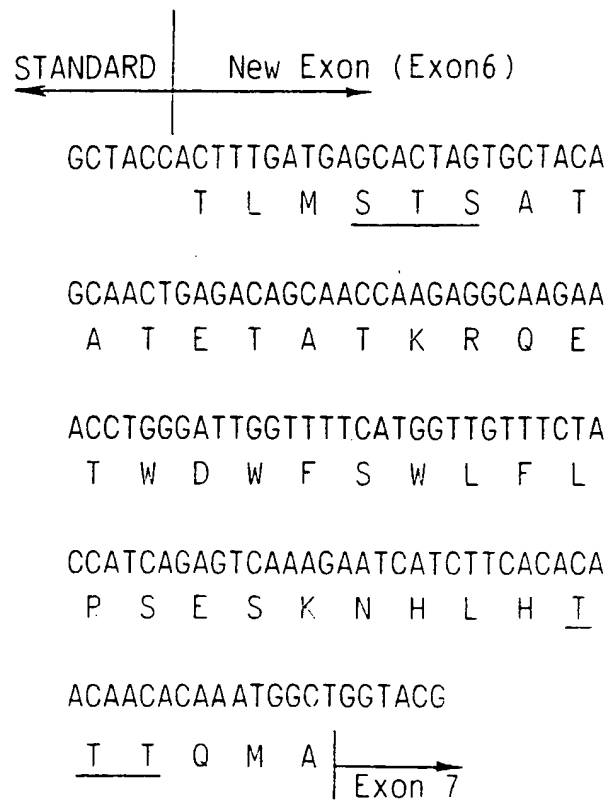 STANDARD New Exon (Exon6)
GCTACCACTTTGATGAGCACTAGTGCTACA
T L M S T S A T
GCAACTGAGACAGCAACCAAGAGGCAAGAA
A T E T A T K R Q E
ACCTGGGATTGGTTTTCATGGTTGTTTCTA
T W D W F S W L F L
CCATCAGAGTCAAAGAATCATCTTCACACA
P S E S K N H L H T
ACAACACAAATGGCTGGTACG
T T Q M A
Exon 7